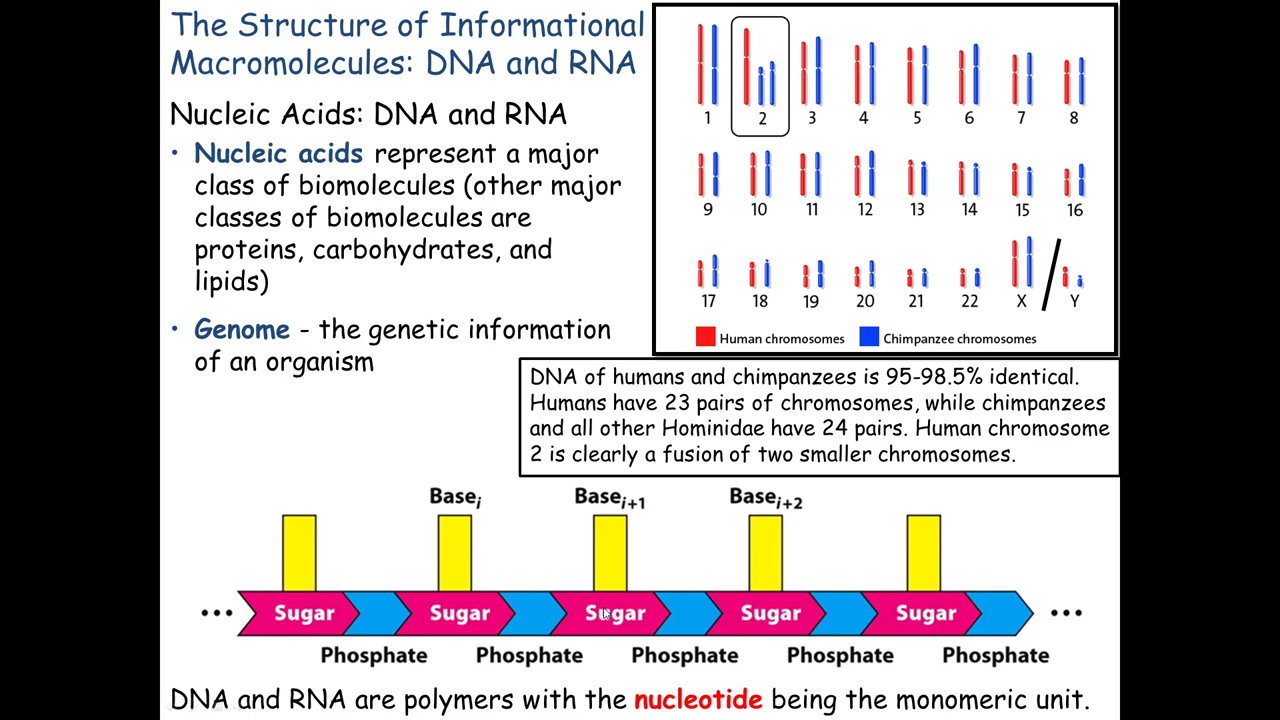 The Structure of Informational
Macromolecules: DNA and RNA
Nucleic Acids: DNA and RNA
• Nucleic acids represent a major
class of biomolecules (other major
classes of biomolecules are
proteins, carbohydrates, and
lipids)
• Genome - the genetic information
of an organism
1 2 3 4 5 6 7 8
9 10 11 12 13 14 15 16
17 18 19 20 21 22 X Y
Human chromosomes Chimpanzee chromosomes
DNA of humans and chimpanzees is 95-98.5% identical.
Humans have 23 pairs of chromosomes, while chimpanzees
and all other Hominidae have 24 pairs. Human chromosome
2 is clearly a fusion of two smaller chromosomes.
Base i Base i+1 Base i+2
... Sugar Sugar Sugar Sugar Sugar ...
Phosphate Phosphate Phosphate Phosphate Phosphate
DNA and RNA are polymers with the nucleotide being the monomeric unit.